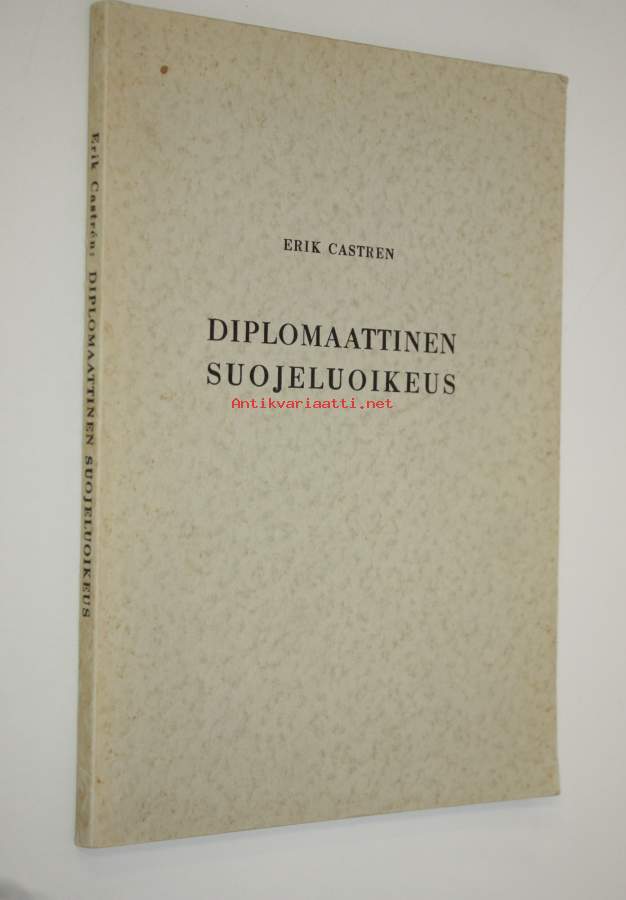 ERIK CASTREN
DIPLOMAATTINEN
SUOJELUOIKEUS
Antikvariaatti.net
Erik Castrén: DIPLOMAATTINEN SUOJELUOIKEUS